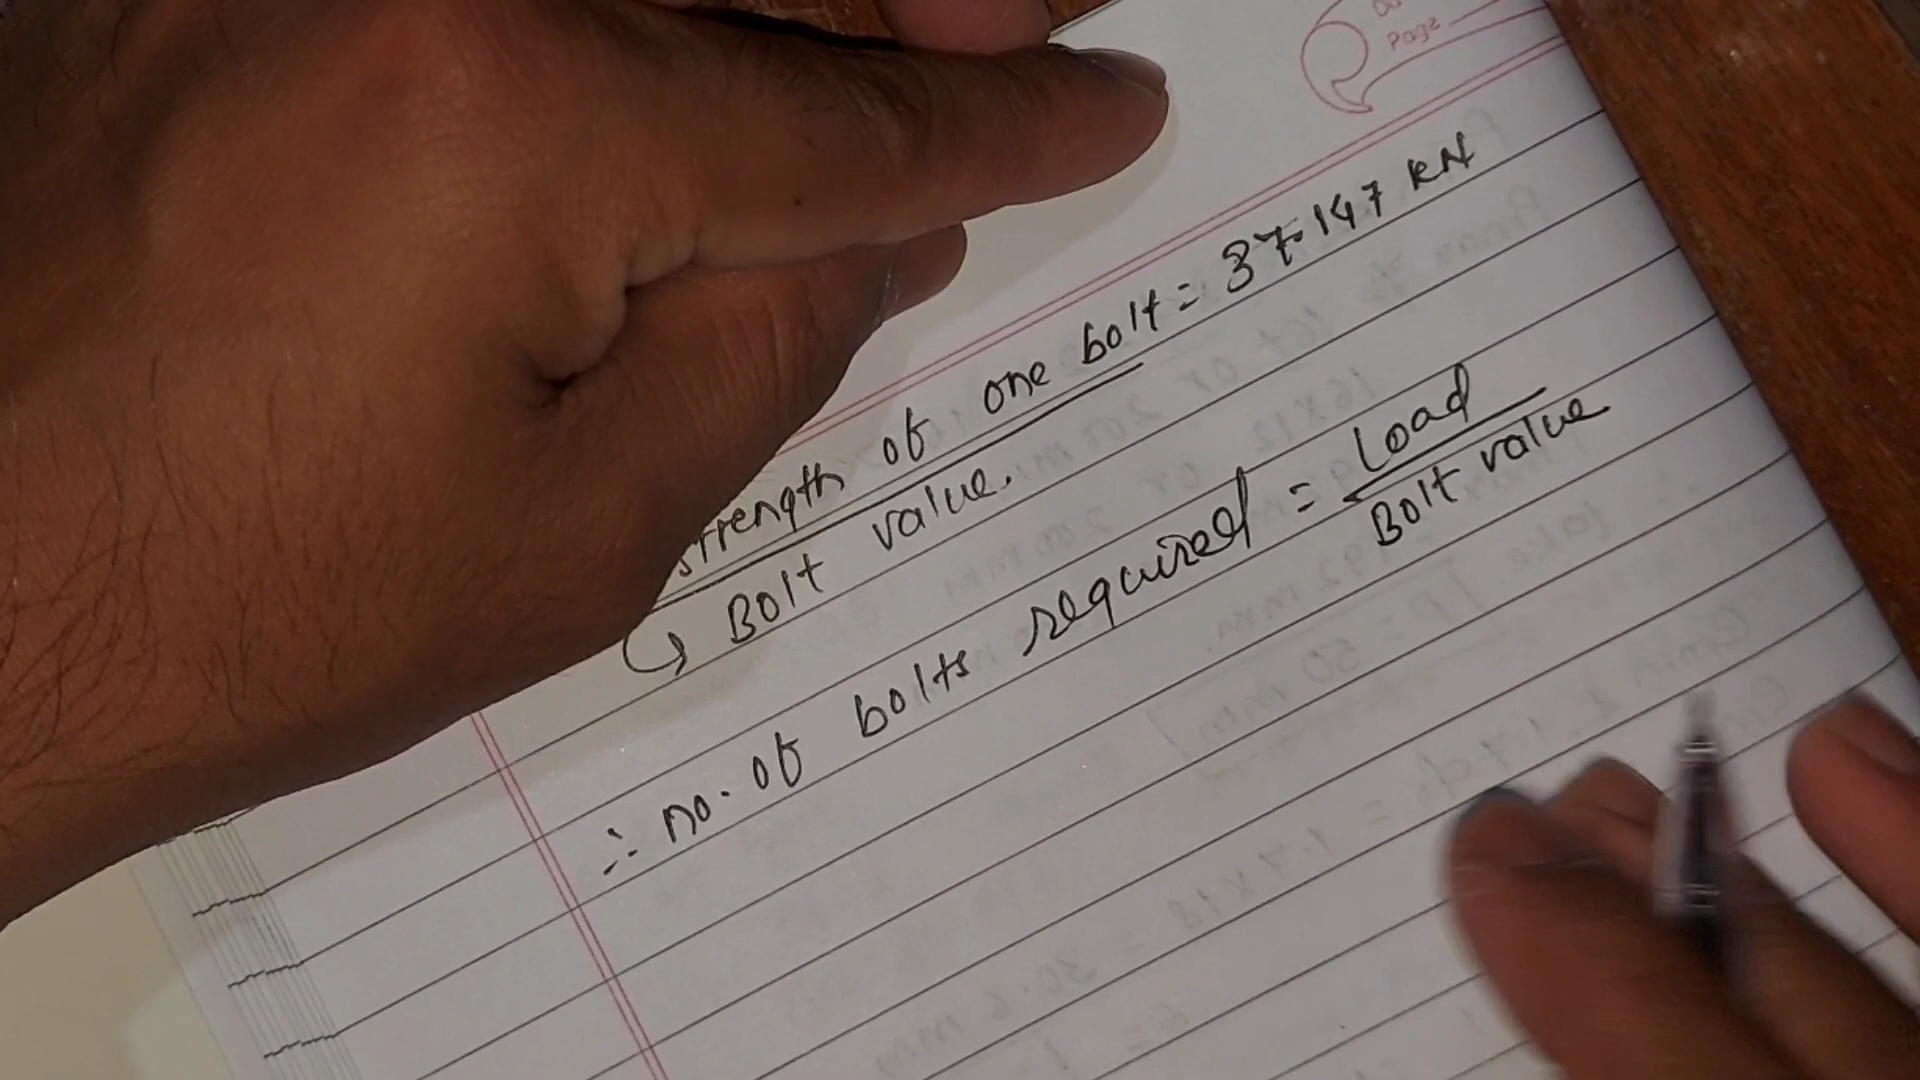 Page
strength of one bolt = 37.147 kN
↳ Bolt value.
∴ no. of bolts required = Load
Bolt value